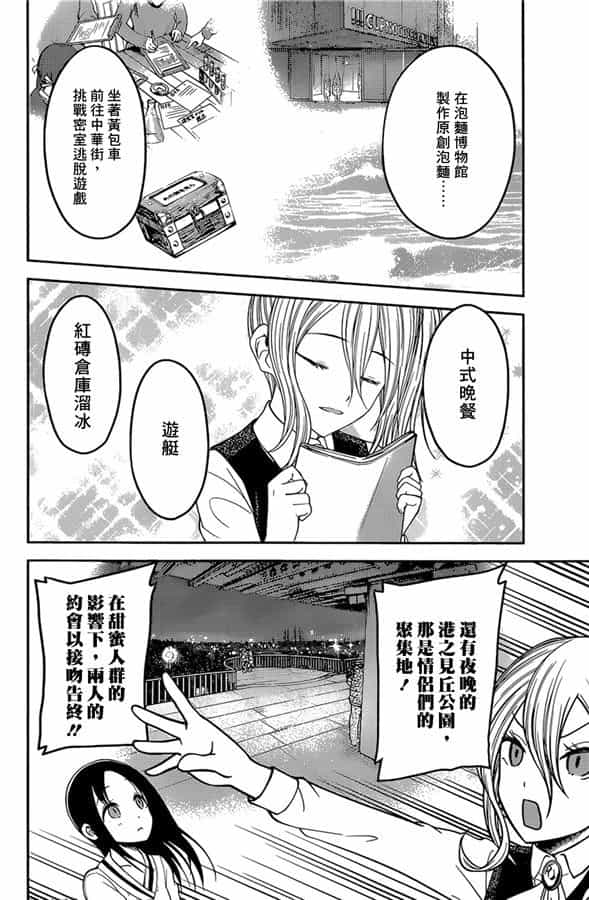 在泡麵博物館
製作原創泡麵……
坐著黃包車
前往中華街，
挑戰密室逃脫遊戲
中式晚餐
遊艇
紅磚倉庫溜冰
還有夜晚的
港之見丘公園，
那是情侶們的
聚集地！
在甜蜜人群的
影響下，兩人的
約會以接吻告終！！